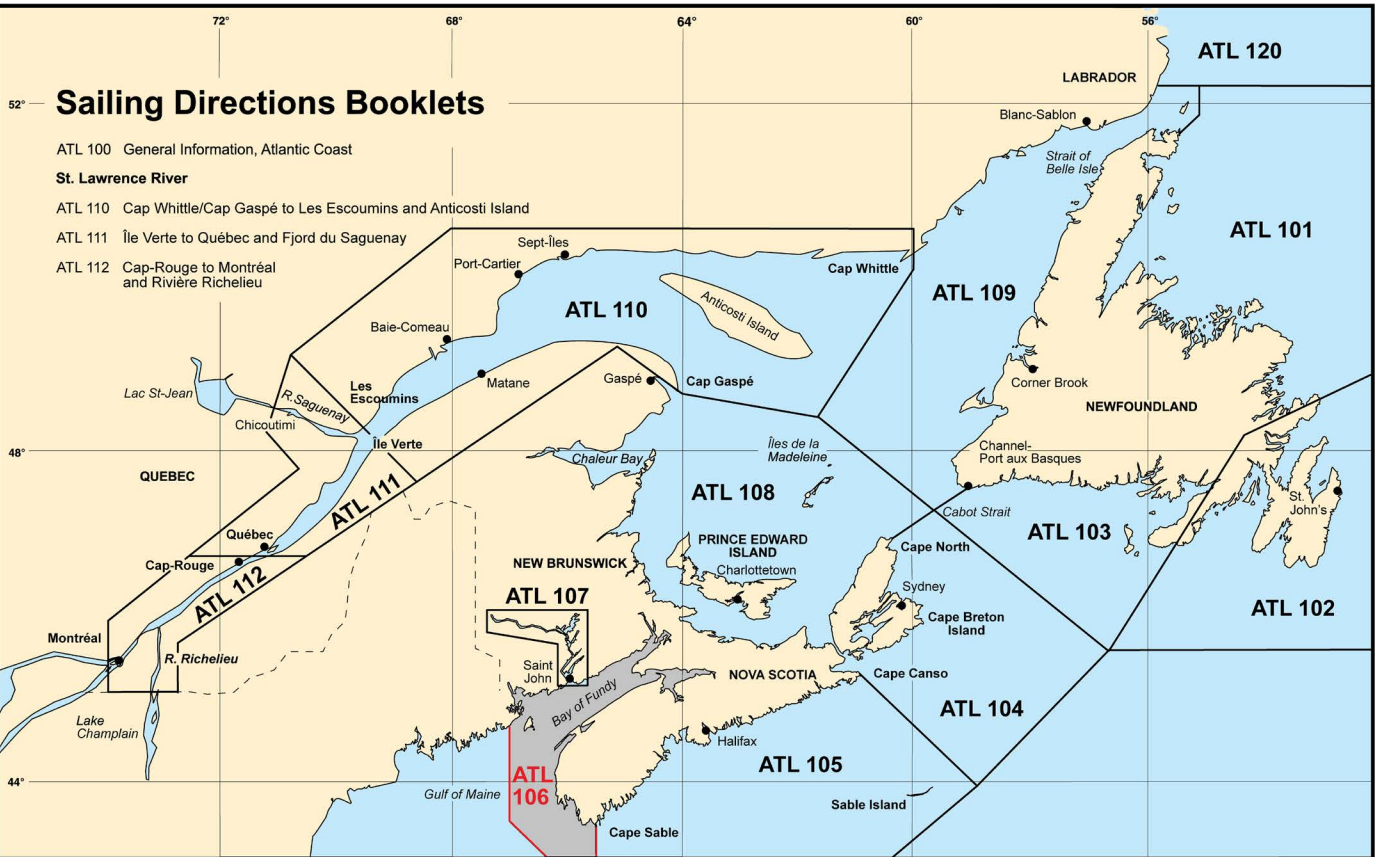 72°
68°
64°
60°
56°
ATL 120
LABRADOR
52°
Sailing Directions Booklets
Blanc-Sablon
ATL 100 General Information, Atlantic Coast
Strait of
Belle Isle
St. Lawrence River
ATL 110 Cap Whittle/Cap Gaspé to Les Escoumins and Anticosti Island
ATL 101
ATL 111 Île Verte to Québec and Fjord du Saguenay
ATL 112 Cap-Rouge to Montréal
and Rivière Richelieu
Sept-Îles
Port-Cartier
Cap Whittle
ATL 109
ATL 110
Anticosti Island
Baie-Comeau
Matane
Gaspé
Cap Gaspé
Corner Brook
Lac St-Jean
R.Saguenay
Les
Escoumins
NEWFOUNDLAND
Chicoutimi
Île Verte
48°
Chaleur Bay
Îles de la
Madeleine
Channel-
Port aux Basques
QUEBEC
ATL 111
ATL 108
St.
John's
Cabot Strait
ATL 103
Québec
Cap-Rouge
ATL 112
NEW BRUNSWICK
PRINCE EDWARD
ISLAND
Charlottetown
Cape North
Sydney
ATL 107
Cape Breton
Island
ATL 102
Montréal
R. Richelieu
Saint
John
NOVA SCOTIA
Cape Canso
Bay of Fundy
Lake
Champlain
ATL 104
Halifax
ATL 105
44°
Gulf of Maine
ATL
106
Sable Island
Cape Sable